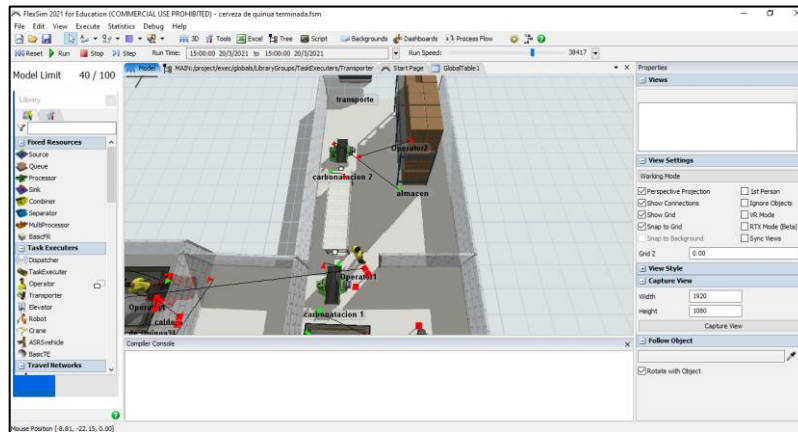 FlexSim 2021 for Education (COMMERCIAL USE PROHIBITED) - cerveza de quinua terminada.fsm
File Edit View Execute Statistics Debug Help
3D Tools Excel Tree Script Backgrounds Dashboards Process Flow
Reset Run Stop Step Run Time: 15:00:00 20/3/2021 to 15:00:00 20/3/2021 Run Speed: 38417
Model Limit 40 / 100
Library
Fixed Resources
Source
Queue
Processor
Sink
Combiner
Separator
MultiProcessor
BasicFR
Task Executers
Dispatcher
TaskExecuter
Operator
Transporter
Elevator
Robot
Crane
ASRSvehicle
BasicTE
Travel Networks
Model MAIN:/project/exec/globals/LibraryGroups/TaskExecuters/Transporter Start Page GlobalTable1
transporte
Operator2
carbonatacion 2
almacen
Operator1
carbonatacion 1
Compiler Console
Properties
Views
View Settings
Working Mode
Perspective Projection 1st Person
Show Connections Ignore Objects
Show Grid VR Mode
Snap to Grid RTX Mode (Beta)
Snap to Background Sync Views
Grid Z 0.00
View Style
Capture View
Width 1920
Height 1080
Capture View
Follow Object
Rotate with Object
Mouse Position [-8.81, -22.15, 0.00]